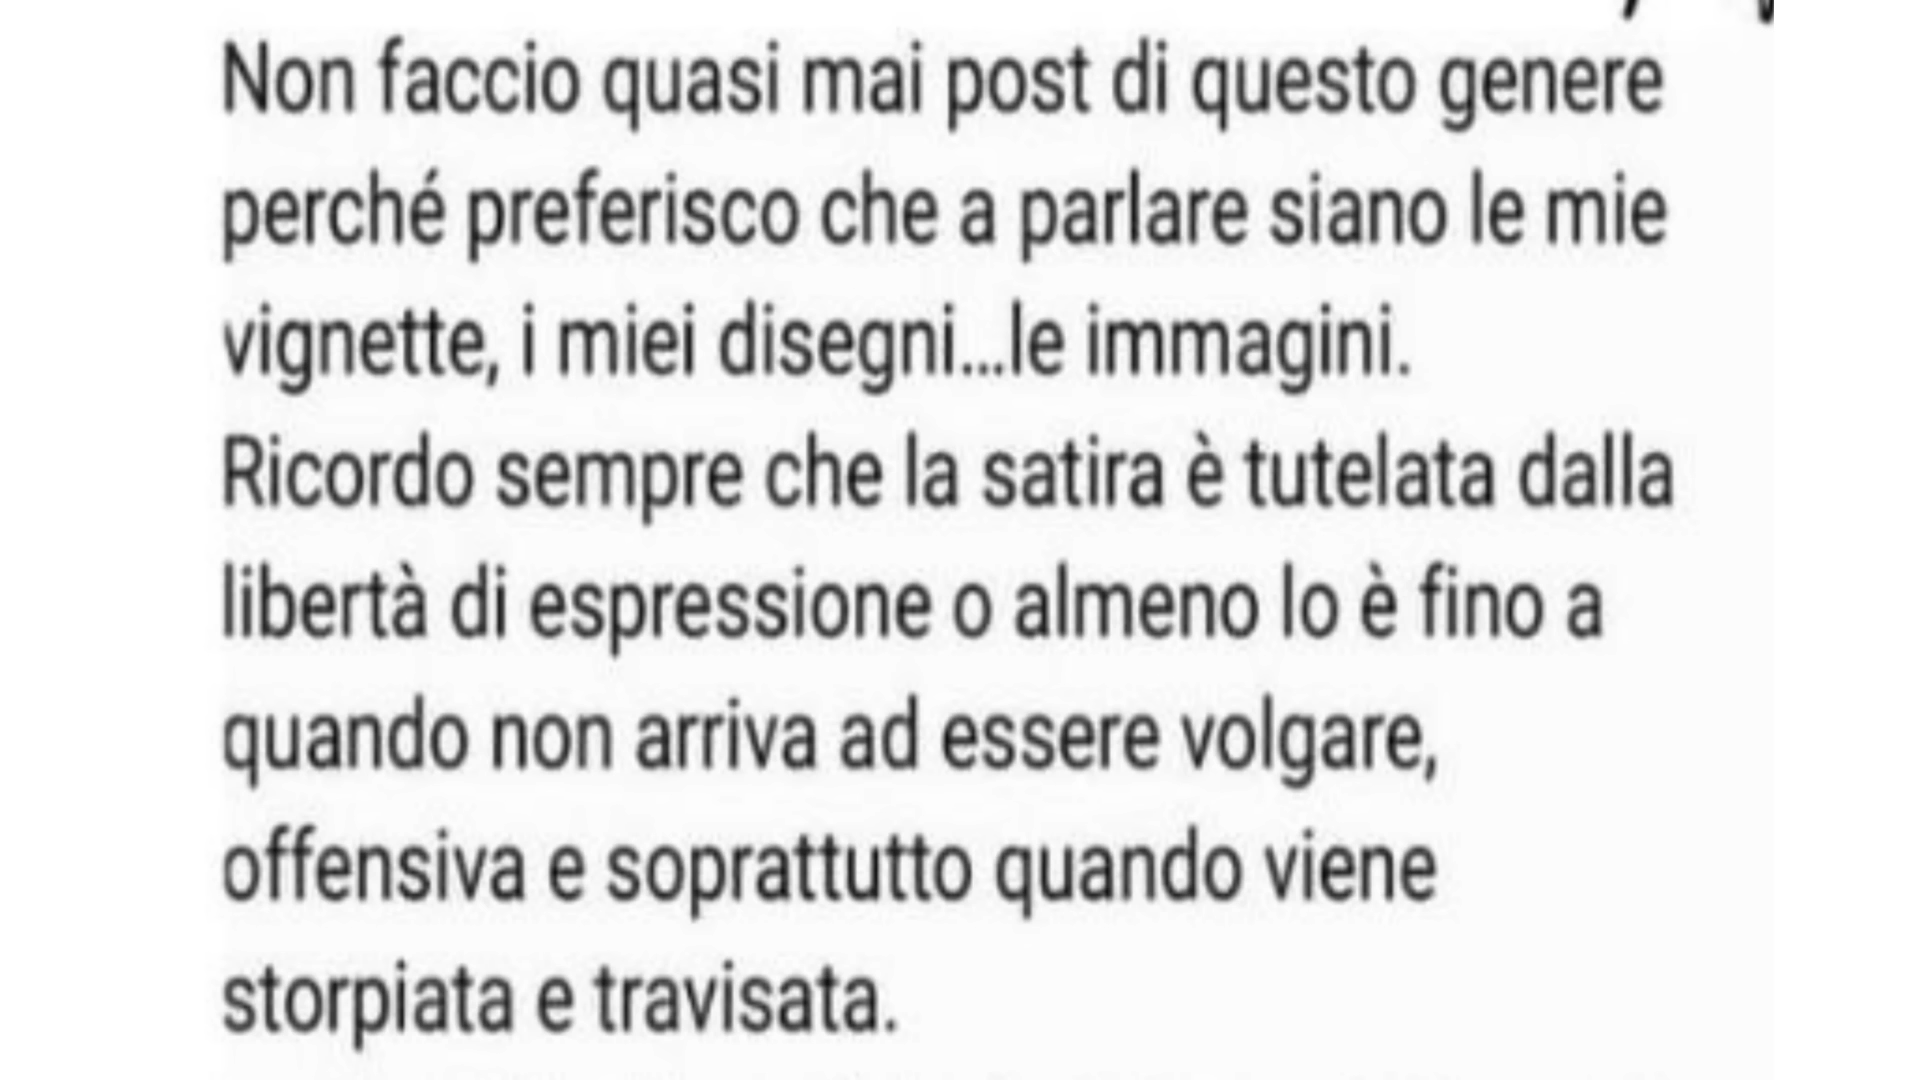 Non faccio quasi mai post di questo genere
perché preferisco che a parlare siano le mie
vignette, i miei disegni...le immagini.
Ricordo sempre che la satira è tutelata dalla
libertà di espressione o almeno lo è fino a
quando non arriva ad essere volgare,
offensiva e soprattutto quando viene
storpiata e travisata.